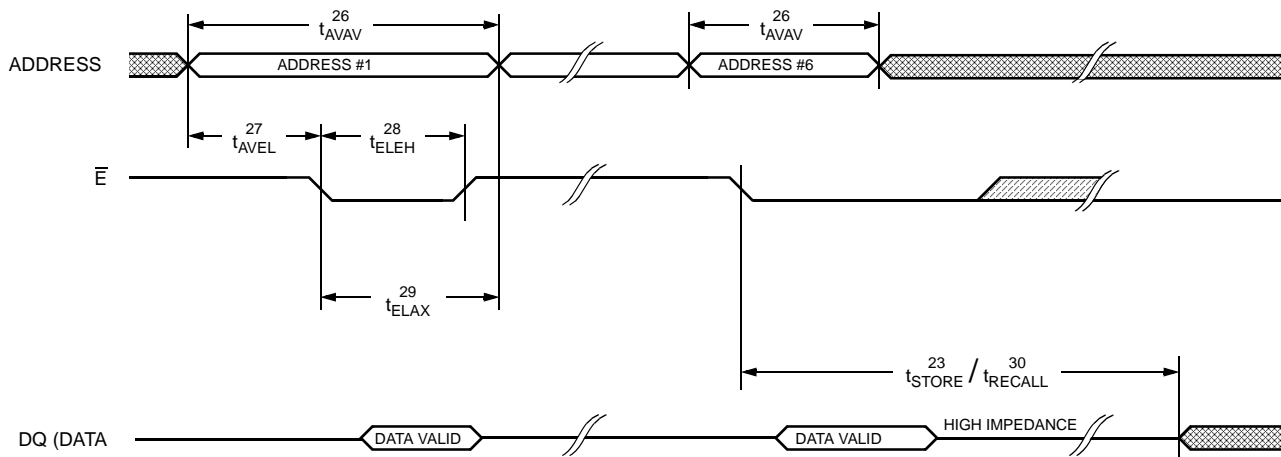 26
tAVAV
26
tAVAV
ADDRESS
ADDRESS #1
ADDRESS #6
27
tAVEL
28
tELEH
E
29
tELAX
23
30
tSTORE / tRECALL
DQ (DATA
DATA VALID
DATA VALID
HIGH IMPEDANCE